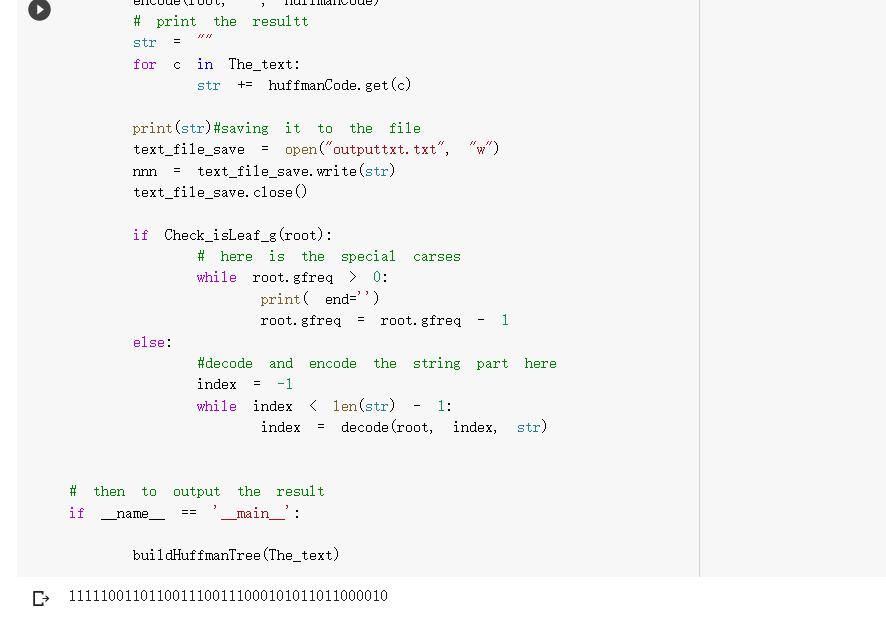 encode(root, "", huffmanCode)
# print the resultt
str = ""
for c in The_text:
str += huffmanCode.get(c)
print(str)#saving it to the file
text_file_save = open("outputtxt.txt", "w")
nnn = text_file_save.write(str)
text_file_save.close()
if Check_isLeaf_g(root):
# here is the special carses
while root.gfreq > 0:
print( end='')
root.gfreq = root.gfreq - 1
else:
#decode and encode the string part here
index = -1
while index < len(str) - 1:
index = decode(root, index, str)
# then to output the result
if __name__ == '__main__':
buildHuffmanTree(The_text)
1111100110110011100111000101011011000010